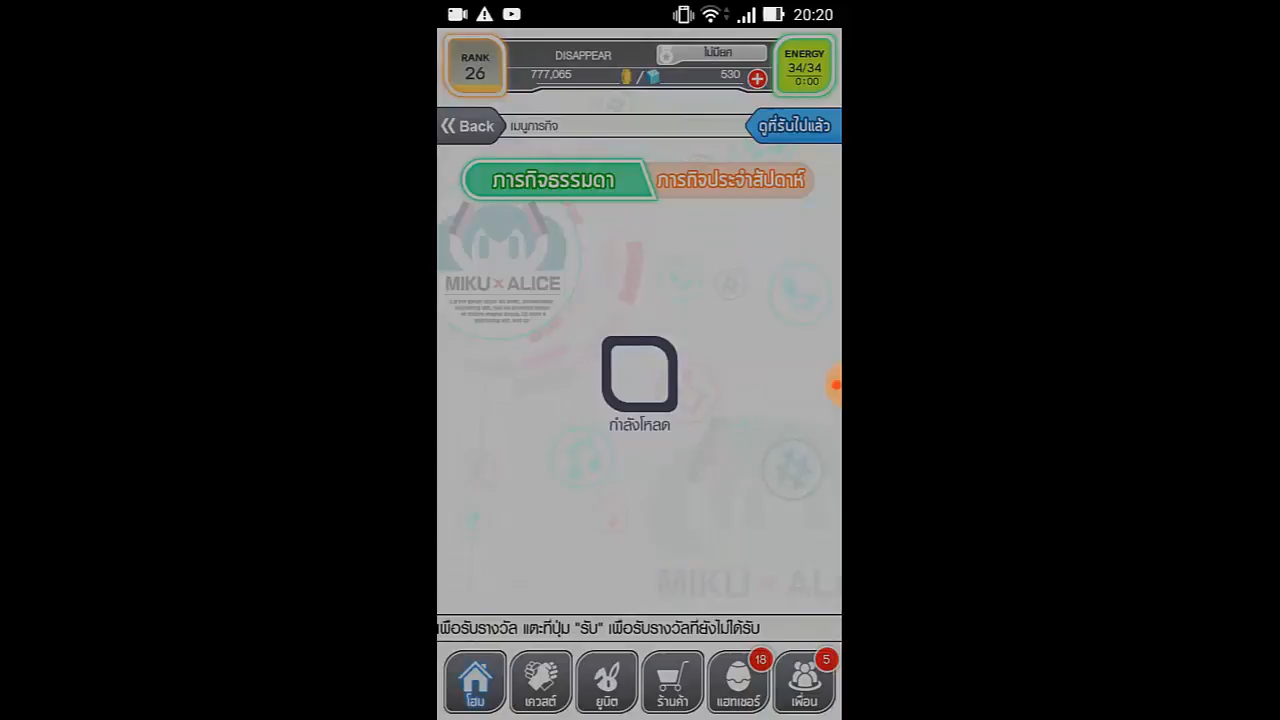 20:20
RANK
26
DISAPPEAR
ไม่มียศ
777,065 / 530
ENERGY
34/34
0:00
Back
เมนูภารกิจ
ดูที่รับไปแล้ว
ภารกิจธรรมดา
ภารกิจประจำสัปดาห์
MIKU×ALICE
กำลังโหลด
MIKU×AL
เพื่อรับรางวัล แตะที่ปุ่ม "รับ" เพื่อรับรางวัลที่ยังไม่ได้รับ
18
5
โฮม
เควสต์
ยูนิต
ร้านค้า
แฮทเชอร์
เพื่อน